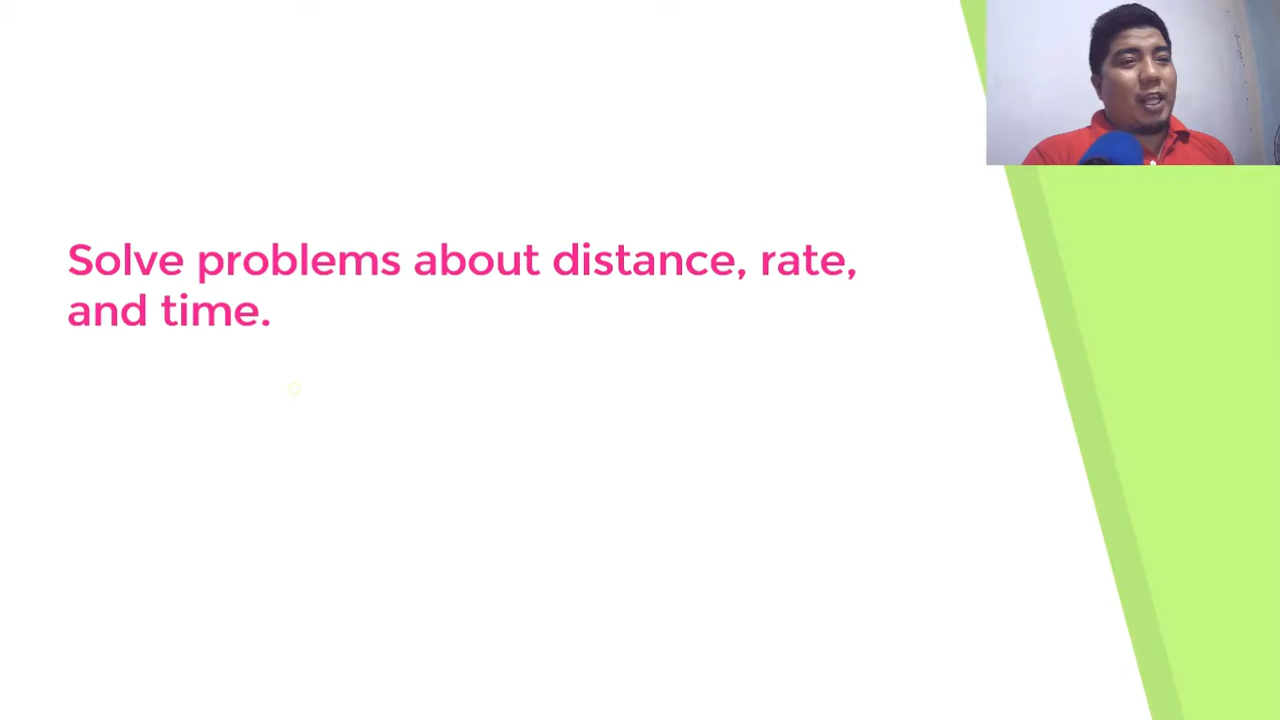 Solve problems about distance, rate,
and time.